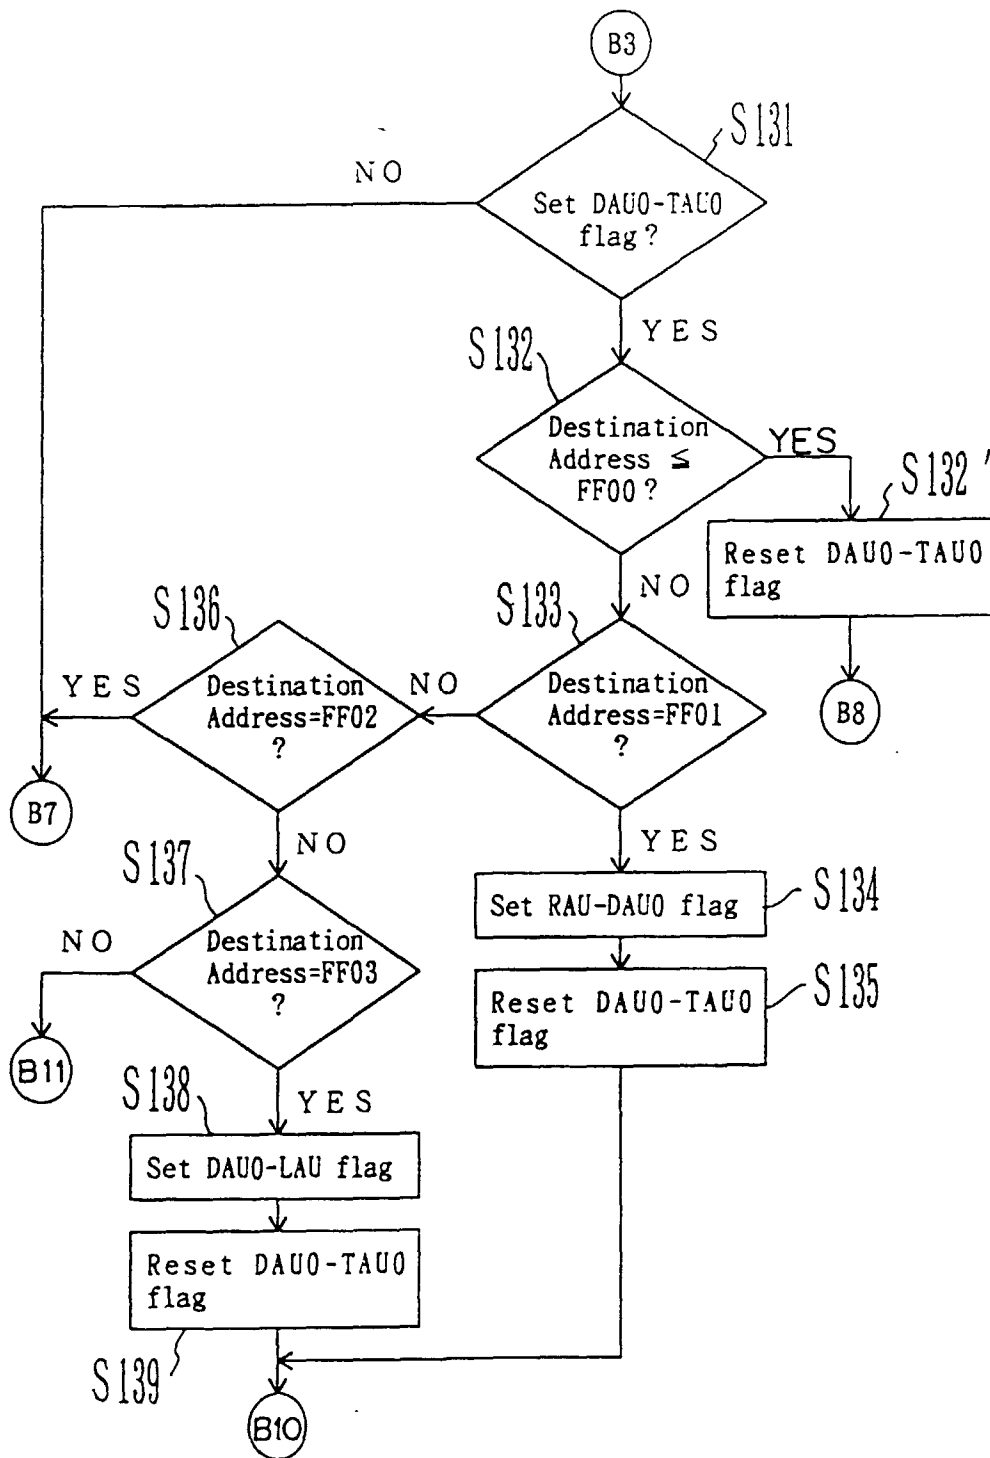 B3
S131
NO
Set DAU0-TAU0
flag?
YES
S132
Destination
Address ≦
FF00?
YES
S132'
Reset DAU0-TAU0
flag
B8
NO
S133
Destination
Address=FF01
?
NO
S136
Destination
Address=FF02
?
YES
B7
NO
YES
S134
Set RAU-DAU0 flag
S135
Reset DAU0-TAU0
flag
S137
Destination
Address=FF03
?
NO
B11
YES
S138
Set DAU0-LAU flag
Reset DAU0-TAU0
flag
S139
B10